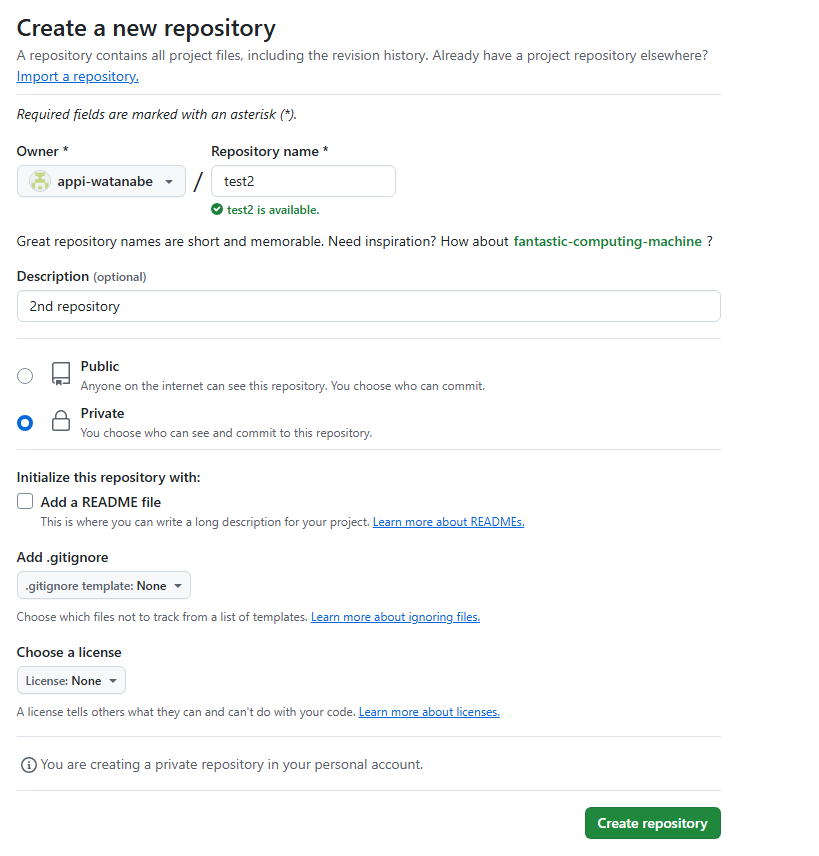 Create a new repository
A repository contains all project files, including the revision history. Already have a project repository elsewhere?
Import a repository.
Required fields are marked with an asterisk (*).
Owner *
Repository name *
appi-watanabe
/
test2
test2 is available.
Great repository names are short and memorable. Need inspiration? How about fantastic-computing-machine ?
Description (optional)
2nd repository
Public
Anyone on the internet can see this repository. You choose who can commit.
Private
You choose who can see and commit to this repository.
Initialize this repository with:
Add a README file
This is where you can write a long description for your project. Learn more about READMEs.
Add .gitignore
.gitignore template: None
Choose which files not to track from a list of templates. Learn more about ignoring files.
Choose a license
License: None
A license tells others what they can and can't do with your code. Learn more about licenses.
You are creating a private repository in your personal account.
Create repository